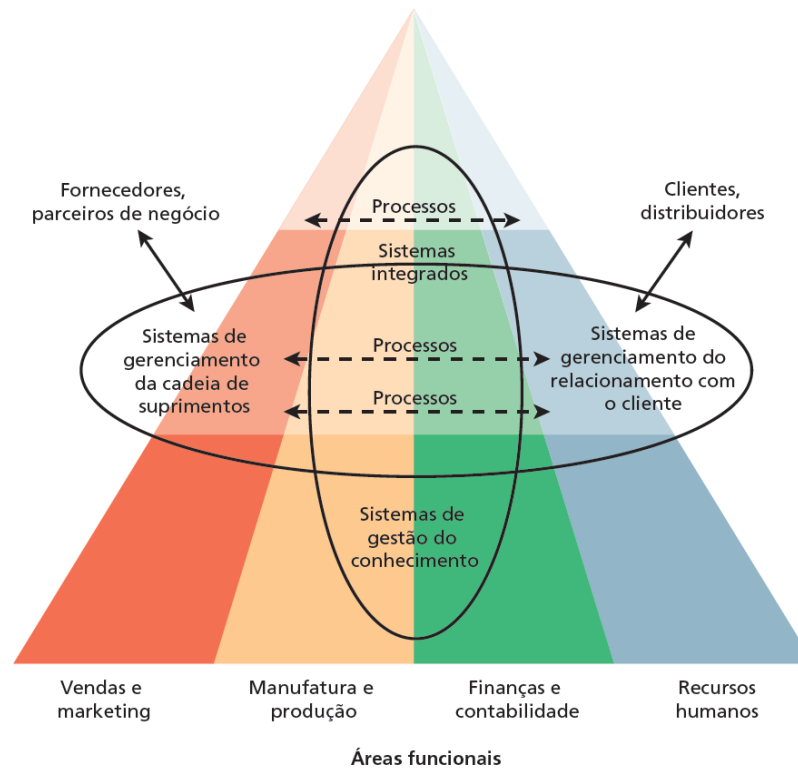 Fornecedores,
parceiros de negócio
Processos
Clientes,
distribuidores
Sistemas
integrados
Sistemas de
gerenciamento
da cadeia de
suprimentos
Processos
Processos
Sistemas de
gerenciamento do
relacionamento com
o cliente
Sistemas de
gestão do
conhecimento
Vendas e
marketing
Manufatura e
produção
Finanças e
contabilidade
Recursos
humanos
Áreas funcionais